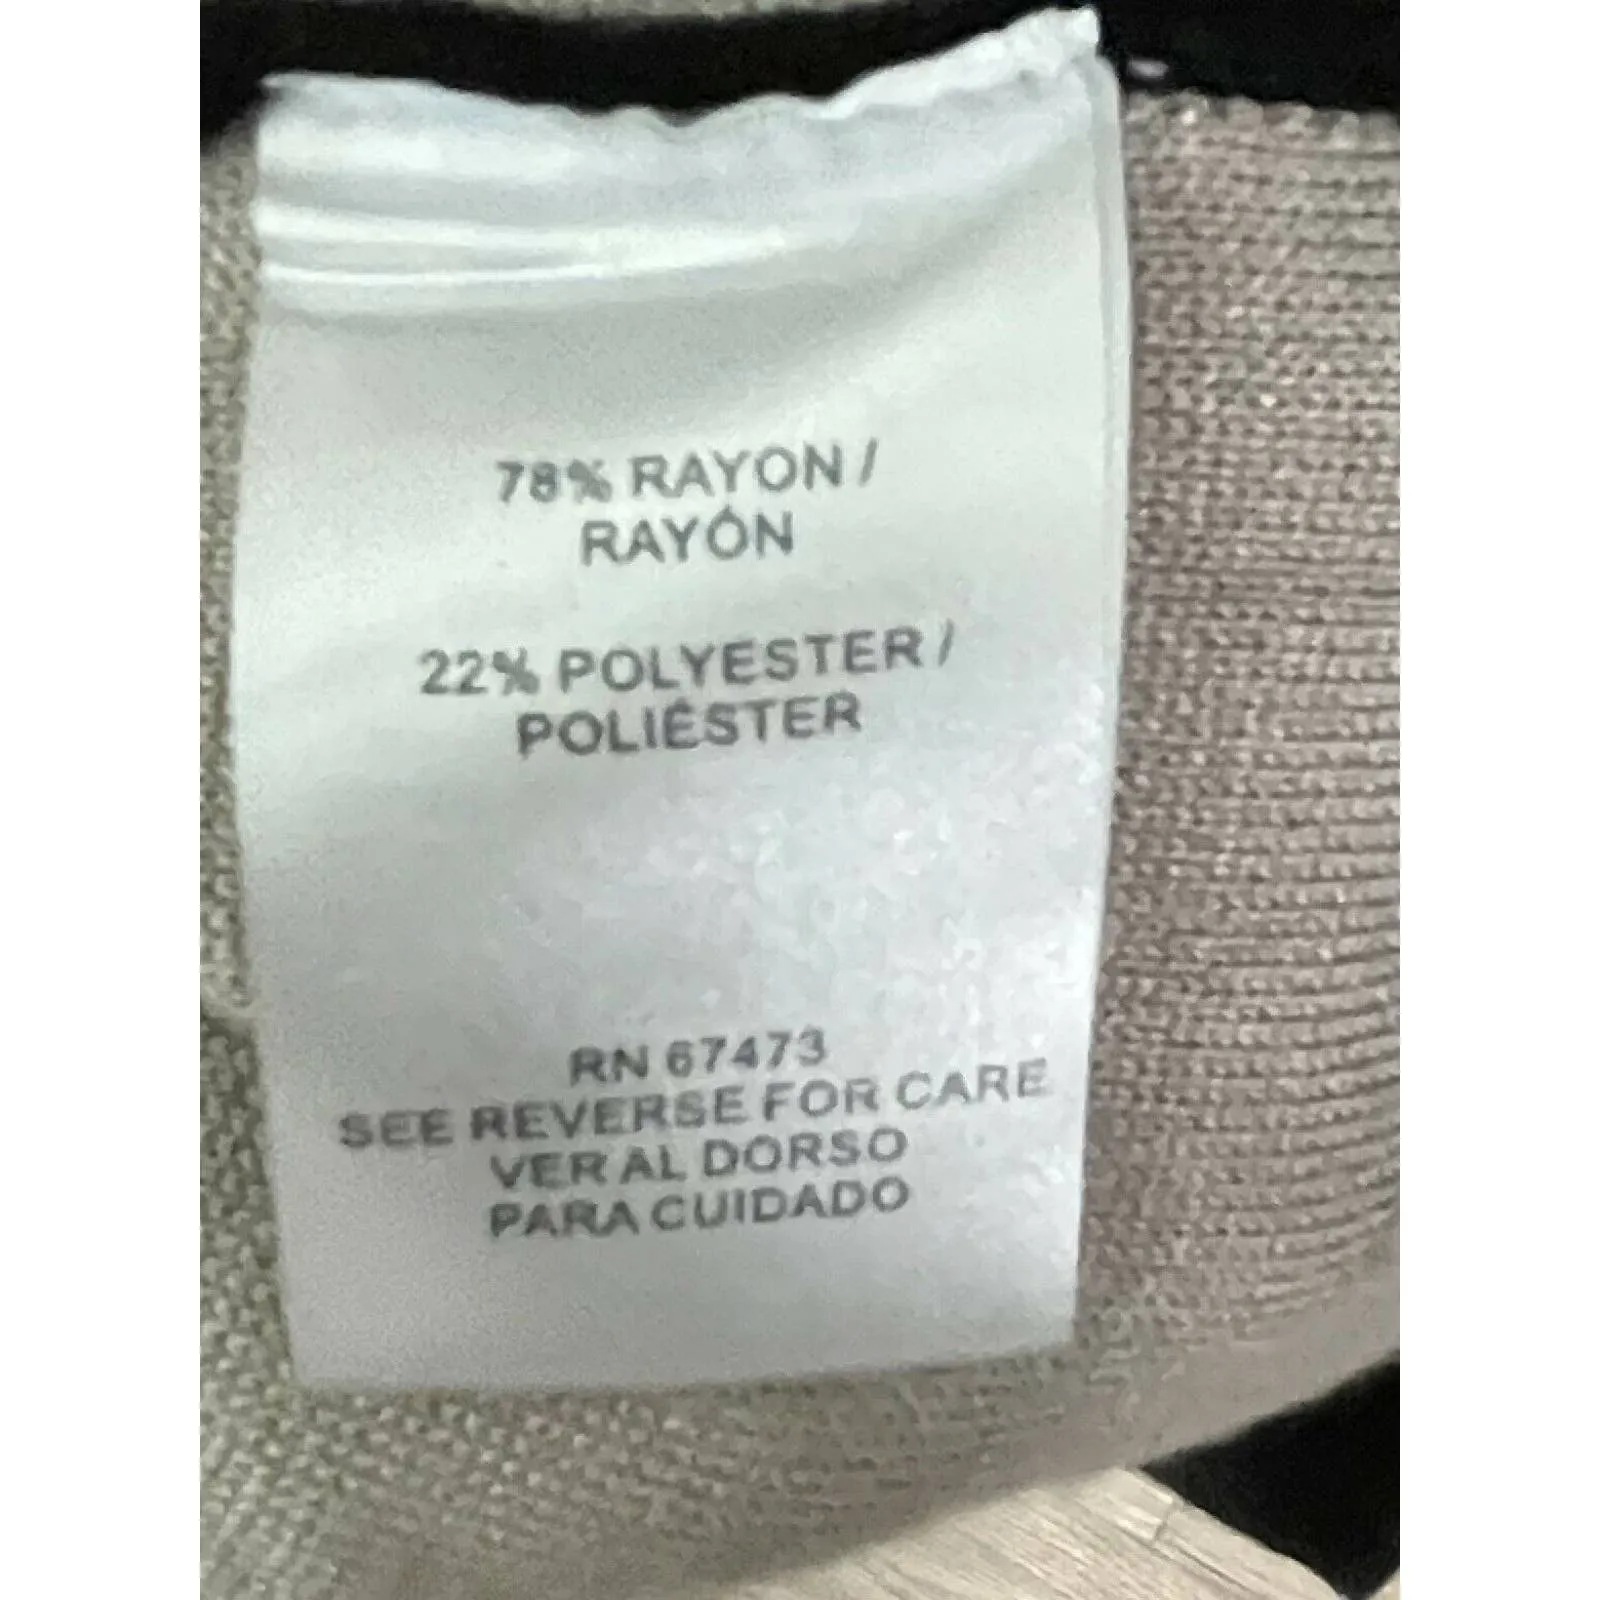 78% RAYON /
RAYÓN
22% POLYESTER /
POLIÉSTER
RN 67473
SEE REVERSE FOR CARE
VER AL DORSO
PARA CUIDADO